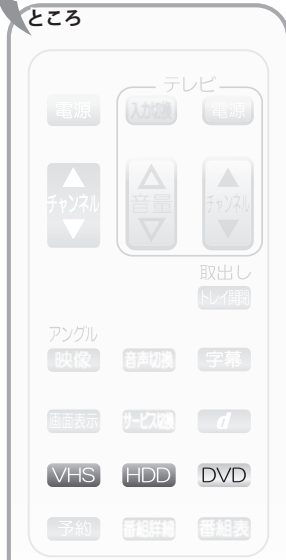 ところ
テレビ
電源 入力切換 電源
チャンネル 音量 チャンネル
取出し
トレイ開閉
アングル
映像 音声切換 字幕
画面表示 サービス切換 d
VHS HDD DVD
予約 番組詳細 番組表